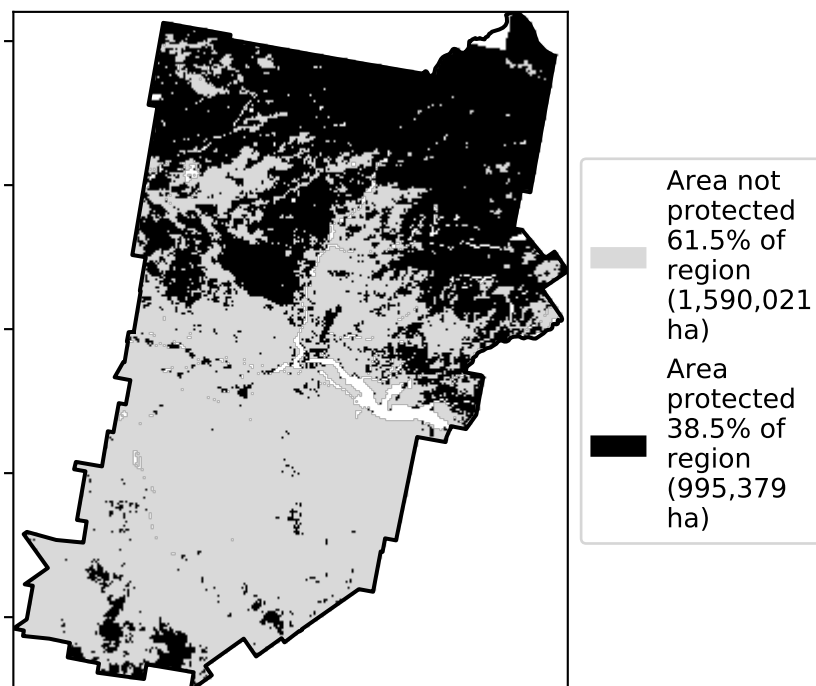 Area not
protected
61.5% of
region
(1,590,021
ha)
Area
protected
38.5% of
region
(995,379
ha)